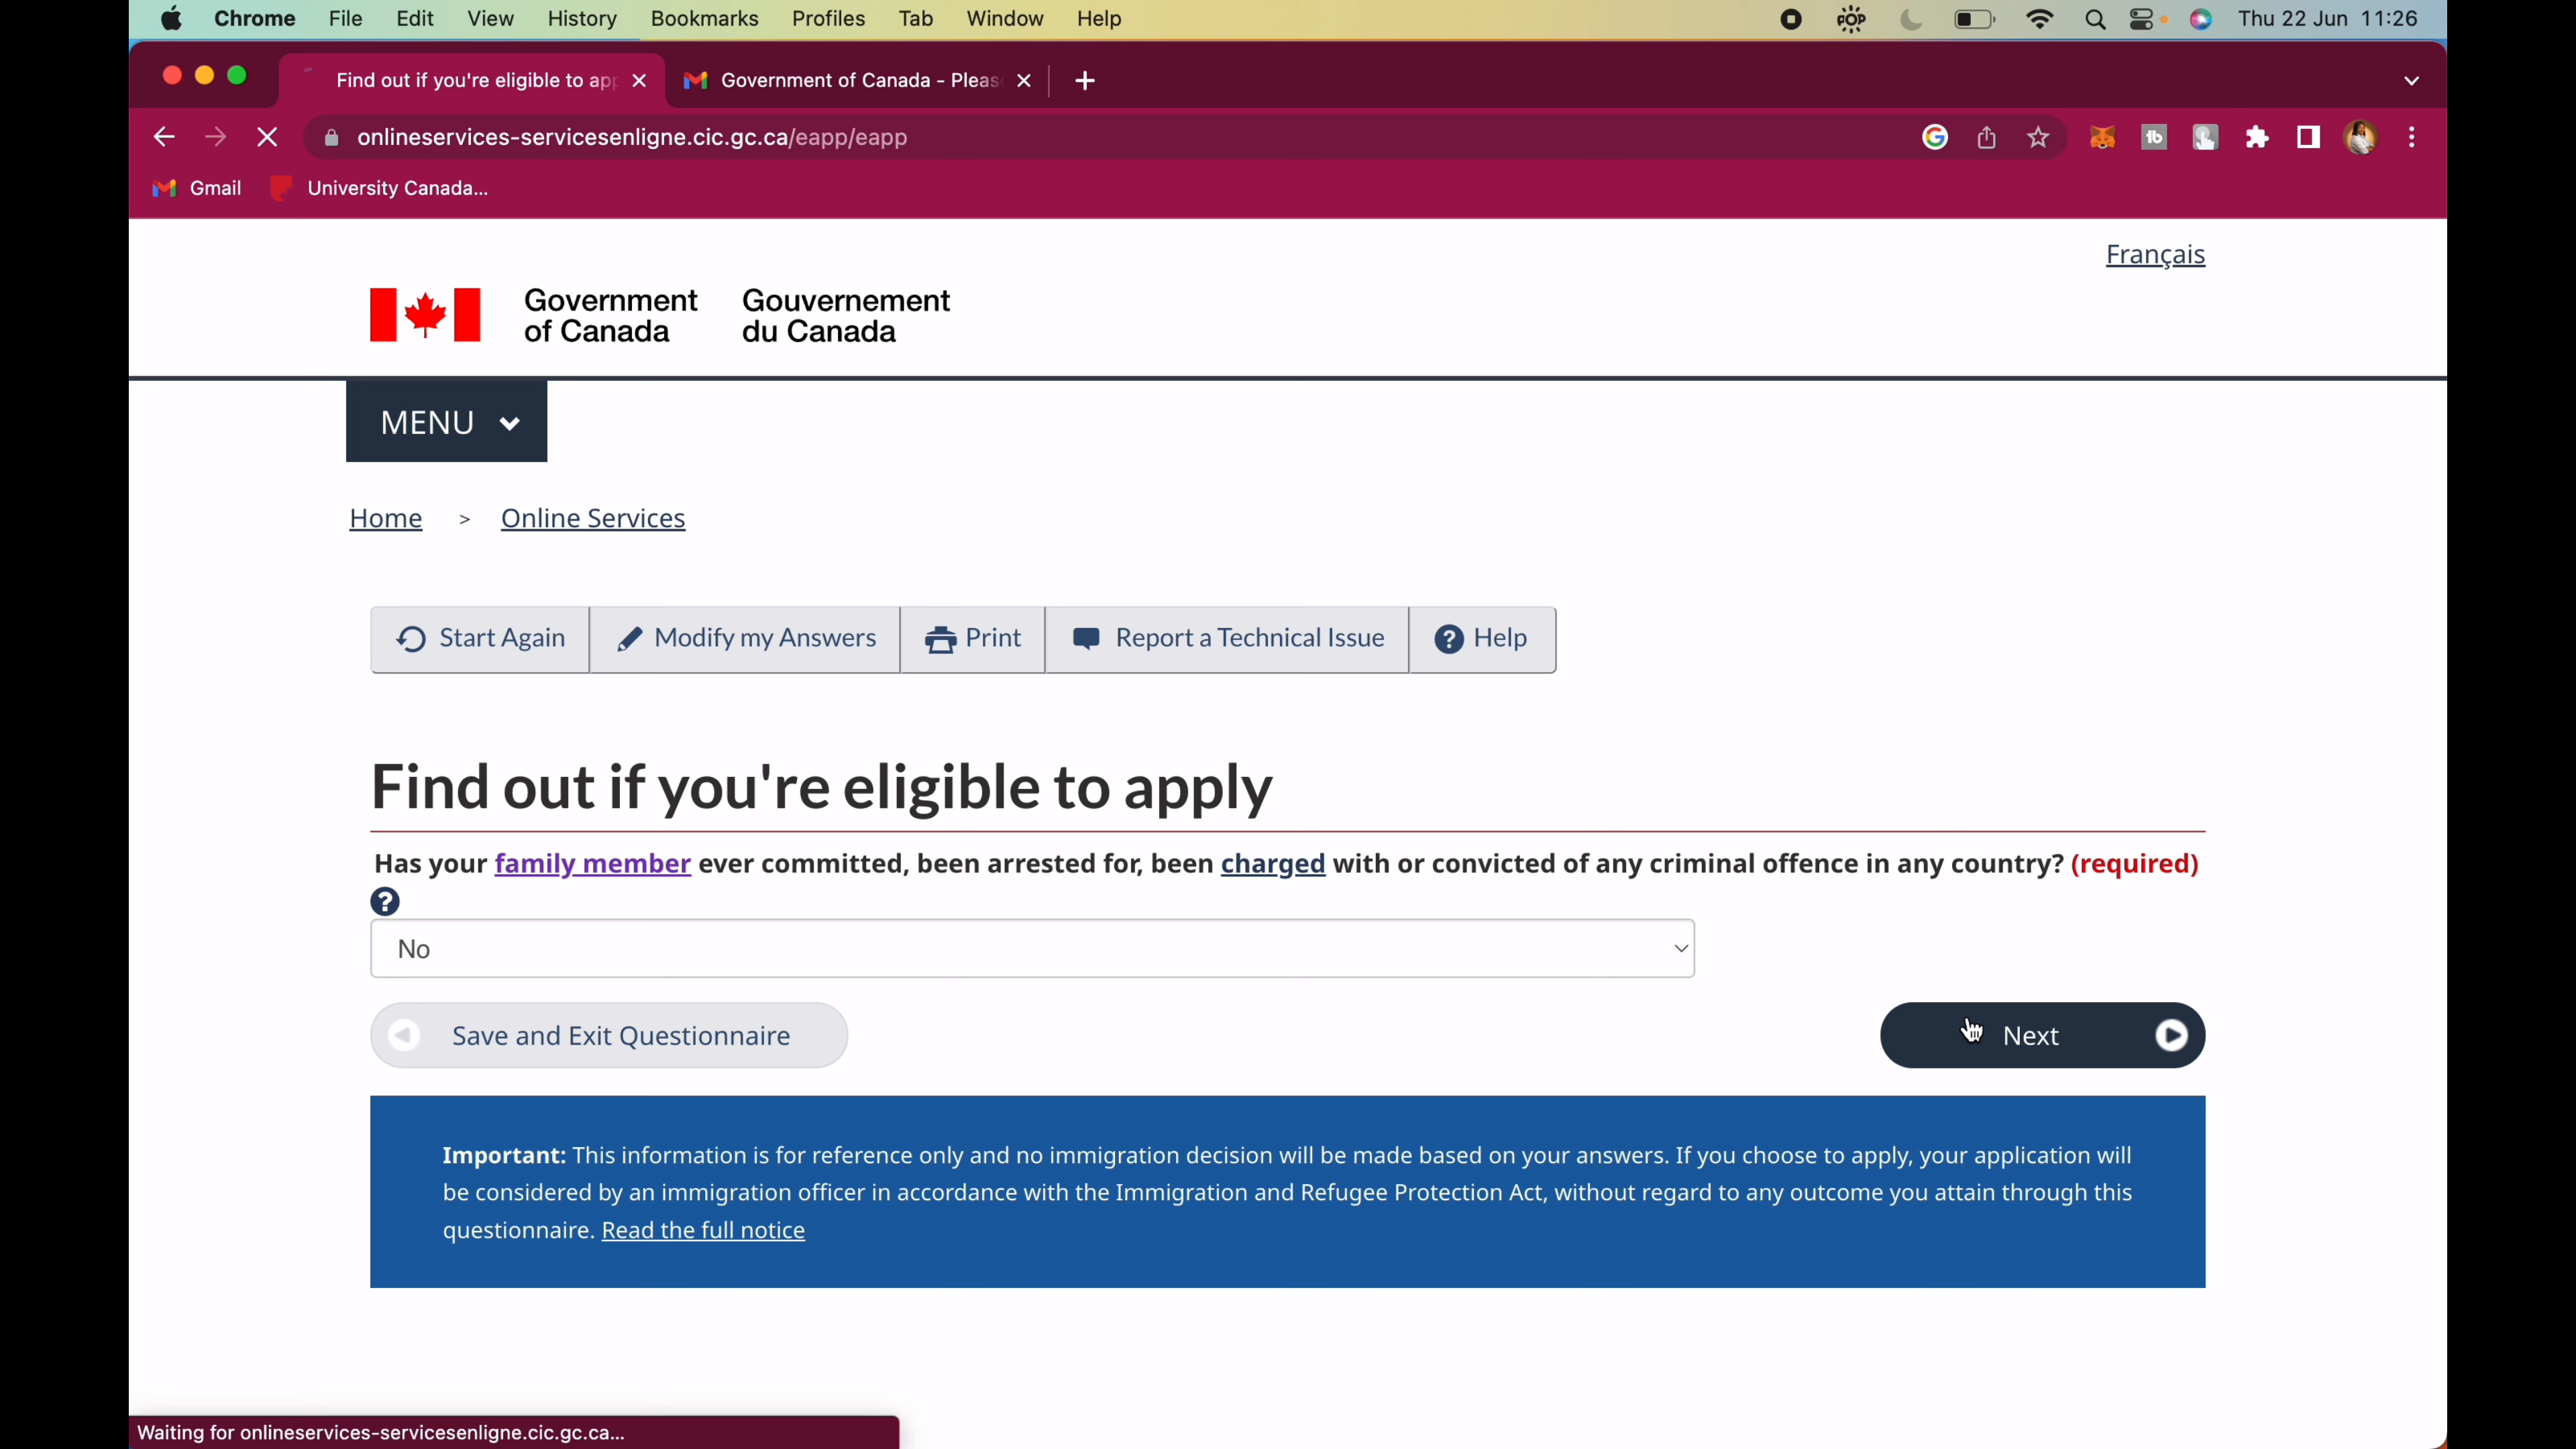 Chrome File Edit View History Bookmarks Profiles Tab Window Help
POP
Thu 22 Jun 11:26
Find out if you're eligible to app
Government of Canada - Pleas
onlineservices-servicesenligne.cic.gc.ca/eapp/eapp
Gmail
University Canada...
Français
Government
of Canada
Gouvernement
du Canada
MENU
Home > Online Services
Start Again
Modify my Answers
Print
Report a Technical Issue
Help
Find out if you're eligible to apply
Has your family member ever committed, been arrested for, been charged with or convicted of any criminal offence in any country? (required)
No
Save and Exit Questionnaire
Next
Important: This information is for reference only and no immigration decision will be made based on your answers. If you choose to apply, your application will
be considered by an immigration officer in accordance with the Immigration and Refugee Protection Act, without regard to any outcome you attain through this
questionnaire. Read the full notice
Waiting for onlineservices-servicesenligne.cic.gc.ca...